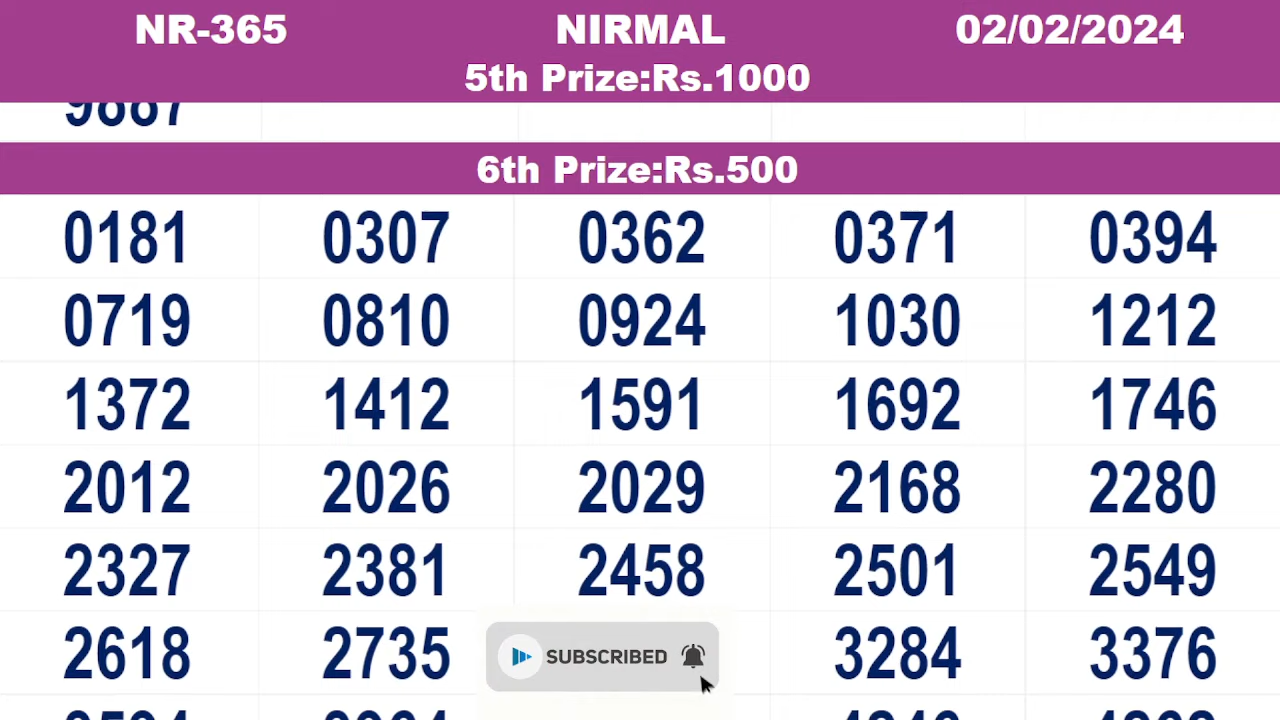 NR-365 NIRMAL 02/02/2024
5th Prize:Rs.1000
9887
6th Prize:Rs.500
0181 0307 0362 0371 0394
0719 0810 0924 1030 1212
1372 1412 1591 1692 1746
2012 2026 2029 2168 2280
2327 2381 2458 2501 2549
2618 2735 SUBSCRIBED 3284 3376